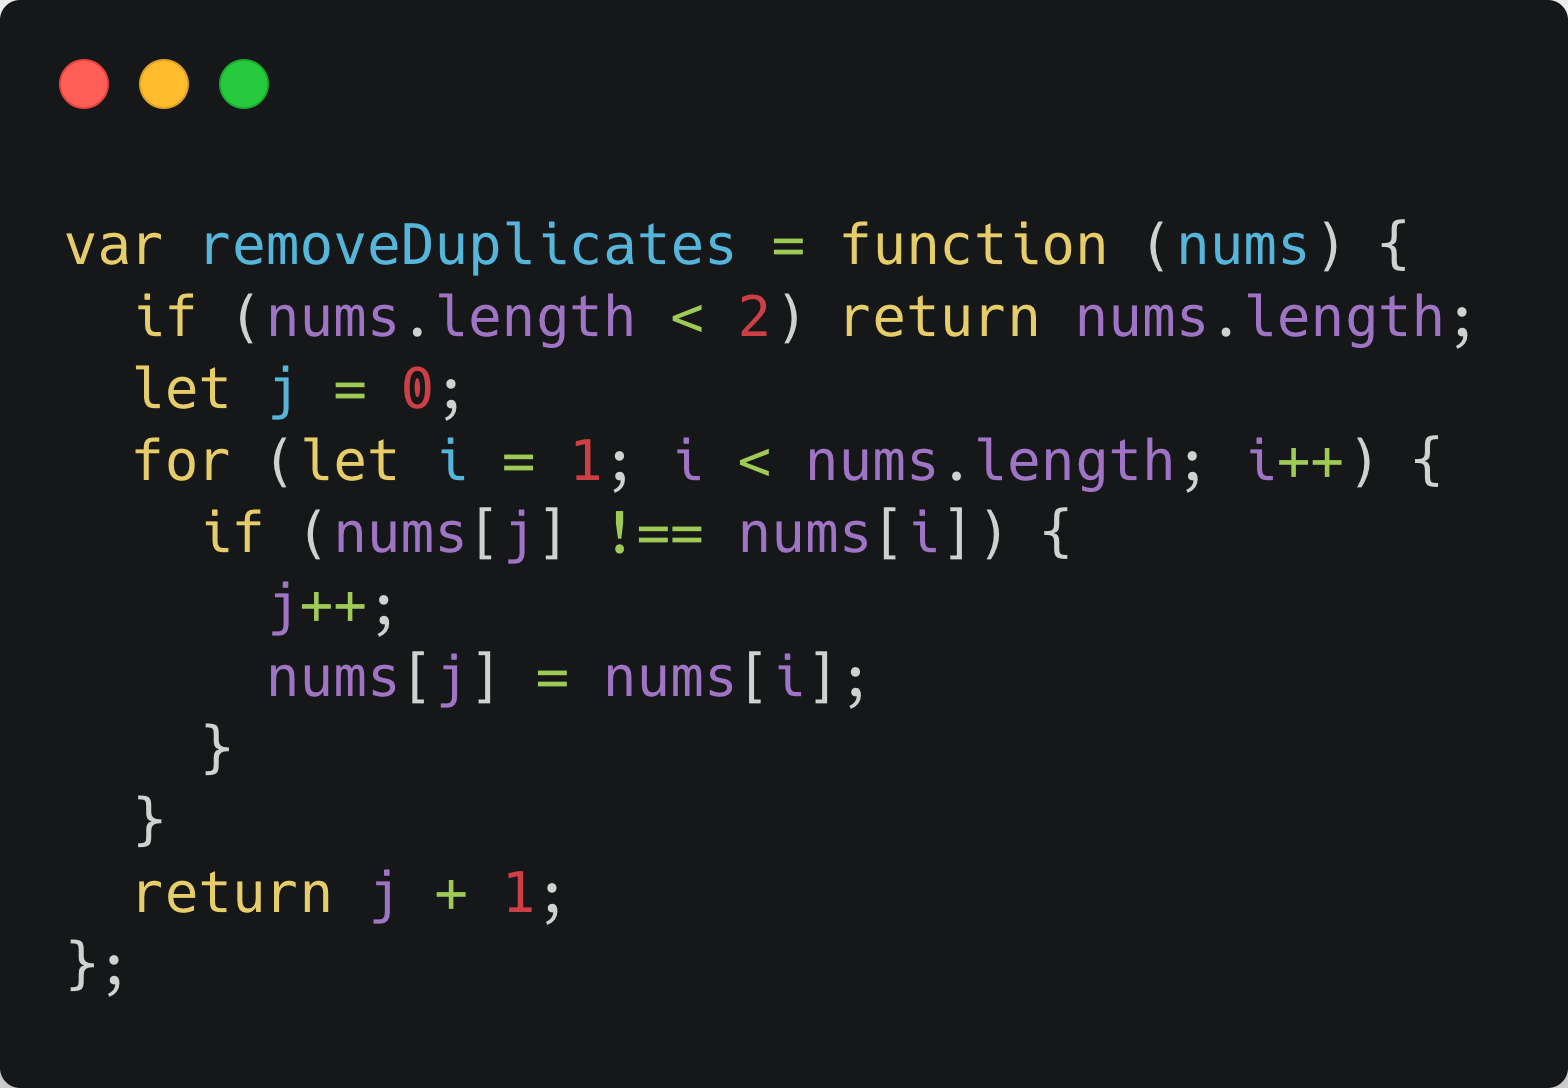 var removeDuplicates = function (nums) {
  if (nums.length < 2) return nums.length;
  let j = 0;
  for (let i = 1; i < nums.length; i++) {
    if (nums[j] !== nums[i]) {
      j++;
      nums[j] = nums[i];
    }
  }
  return j + 1;
};